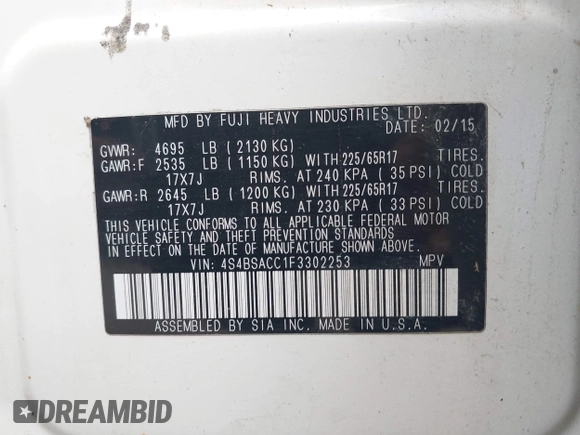 MFD BY FUJI HEAVY INDUSTRIES LTD.
DATE: 02/15
GVWR: 4695 LB ( 2130 KG)
GAWR:F 2535 LB ( 1150 KG) WITH 225/65R17 TIRES.
17X7J RIMS. AT 240 KPA ( 35 PSI) COLD
GAWR:R 2645 LB ( 1200 KG) WITH 225/65R17 TIRES.
17X7J RIMS. AT 230 KPA ( 33 PSI) COLD
THIS VEHICLE CONFORMS TO ALL APPLICABLE FEDERAL MOTOR
VEHICLE SAFETY AND THEFT PREVENTION STANDARDS IN EFFECT
ON THE DATE OF MANUFACTURE SHOWN ABOVE.
VIN: 4S4BSACC1F3302253 MPV
ASSEMBLED BY SIA INC. MADE IN U.S.A.
DREAMBID